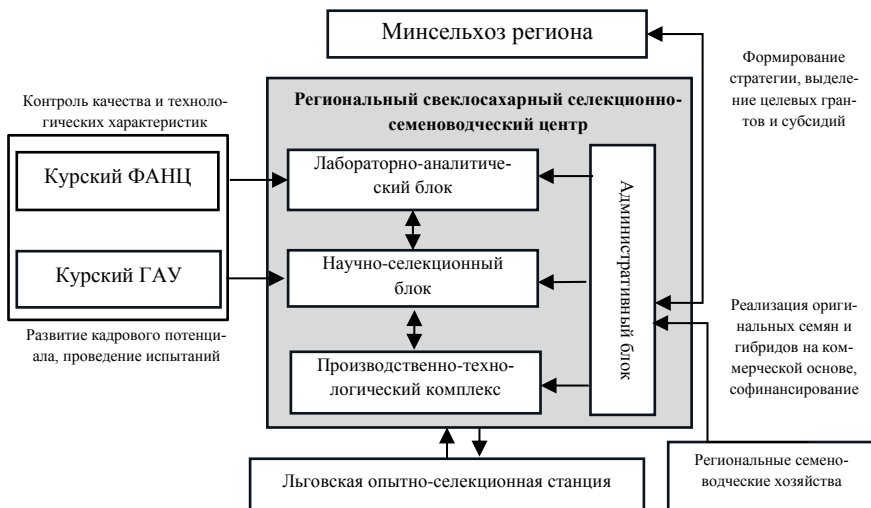 Минсельхоз региона
Формирование
стратегии, выделе-
ние целевых гран-
тов и субсидий
Контроль качества и техноло-
гических характеристик
Региональный свеклосахарный селекционно-
семеноводческий центр
Курский ФАНЦ
Лабораторно-аналитиче-
ский блок
Административный блок
Курский ГАУ
Научно-селекционный
блок
Развитие кадрового потенци-
ала, проведение испытаний
Производственно-техно-
логический комплекс
Реализация ориги-
нальных семян и
гибридов на ком-
мерческой основе,
софинансирование
Льговская опытно-селекционная станция
Региональные семено-
водческие хозяйства